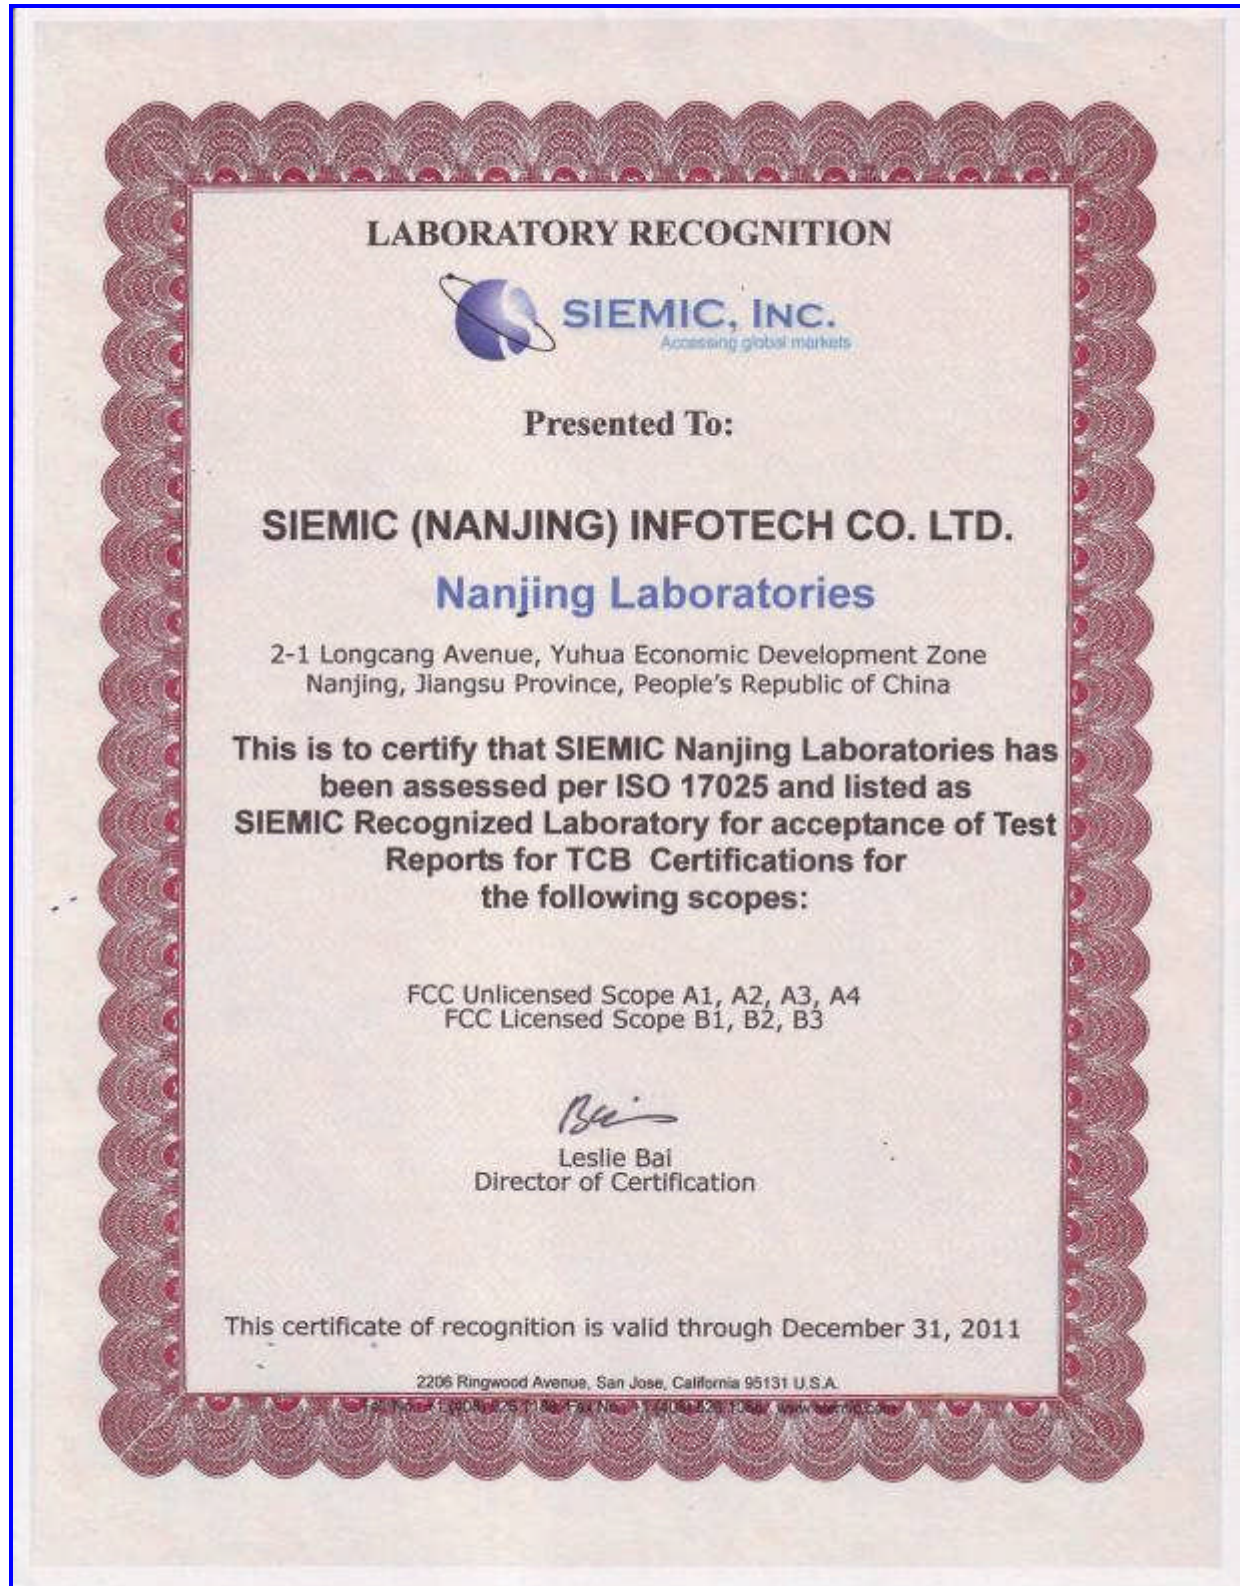 LABORATORY RECOGNITION
SIEMIC, INC.
Accessing global markets
Presented To:
SIEMIC (NANJING) INFOTECH CO. LTD.
Nanjing Laboratories
2-1 Longcang Avenue, Yuhua Economic Development Zone
Nanjing, Jiangsu Province, People's Republic of China
This is to certify that SIEMIC Nanjing Laboratories has
been assessed per ISO 17025 and listed as
SIEMIC Recognized Laboratory for acceptance of Test
Reports for TCB Certifications for
the following scopes:
FCC Unlicensed Scope A1, A2, A3, A4
FCC Licensed Scope B1, B2, B3
Leslie Bai
Director of Certification
This certificate of recognition is valid through December 31, 2011
2206 Ringwood Avenue, San Jose, California 95131 U.S.A.